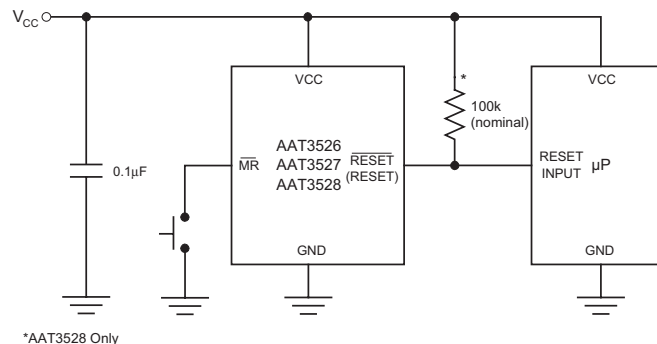 VCC
VCC
*
VCC
100k
(nominal)
AAT3526
AAT3527
AAT3528
MR
RESET
(RESET)
RESET
INPUT
µP
0.1µF
GND
GND
*AAT3528 Only